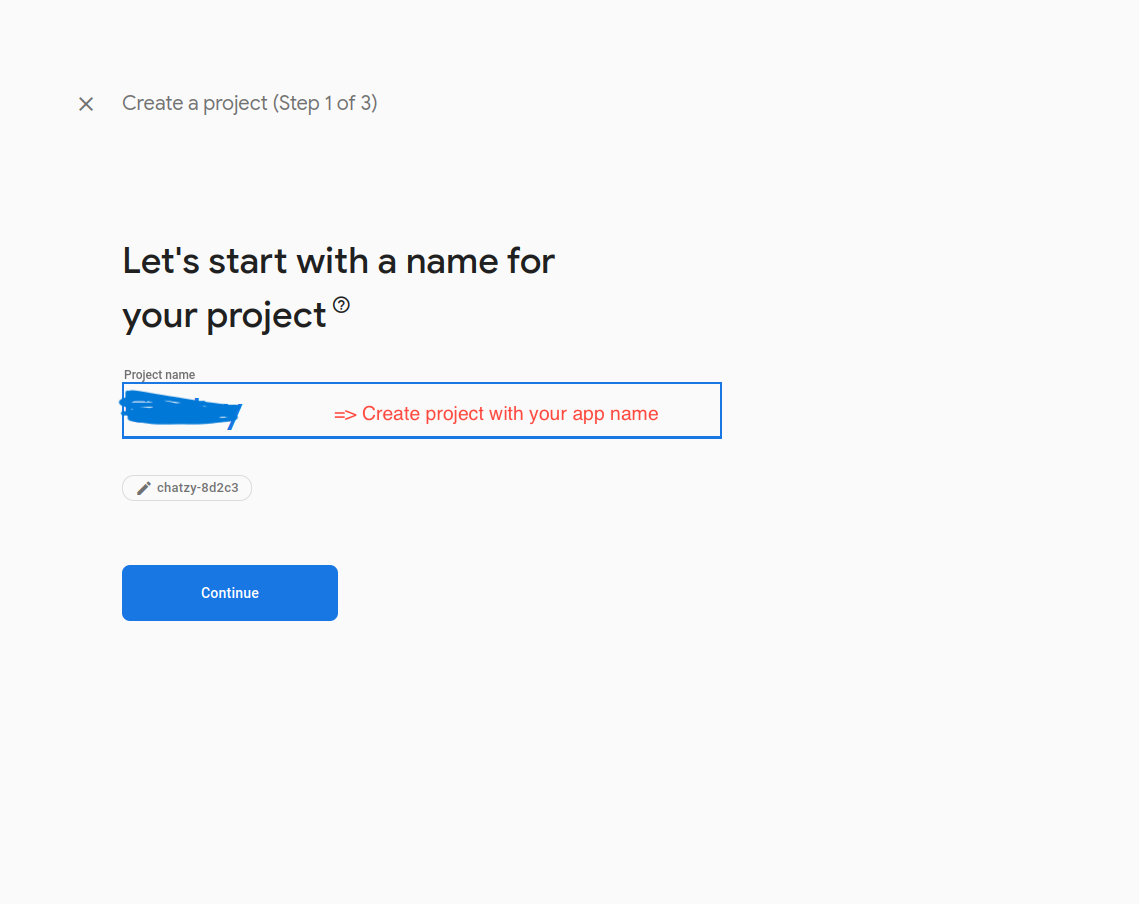 Create a project (Step 1 of 3)
Let's start with a name for
your project
Project name
=> Create project with your app name
chatzy-8d2c3
Continue